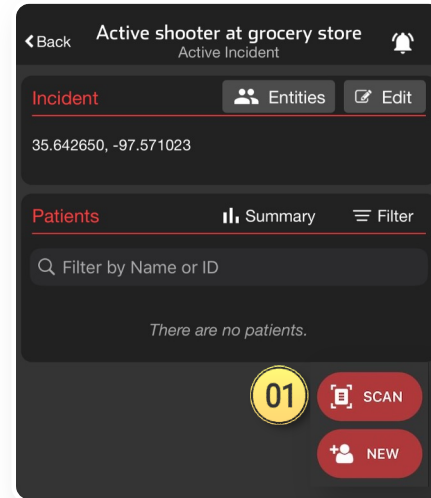 Back
Active shooter at grocery store
Active Incident
Incident
Entities
Edit
35.642650, -97.571023
Patients
Summary
Filter
Filter by Name or ID
There are no patients.
01
SCAN
NEW